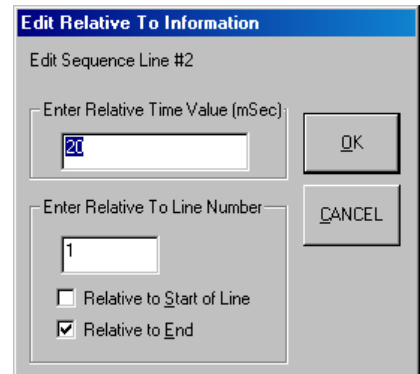 Edit Relative To Information
Edit Sequence Line #2
Enter Relative Time Value (mSec)
20
OK
Enter Relative To Line Number
CANCEL
1
Relative to Start of Line
Relative to End